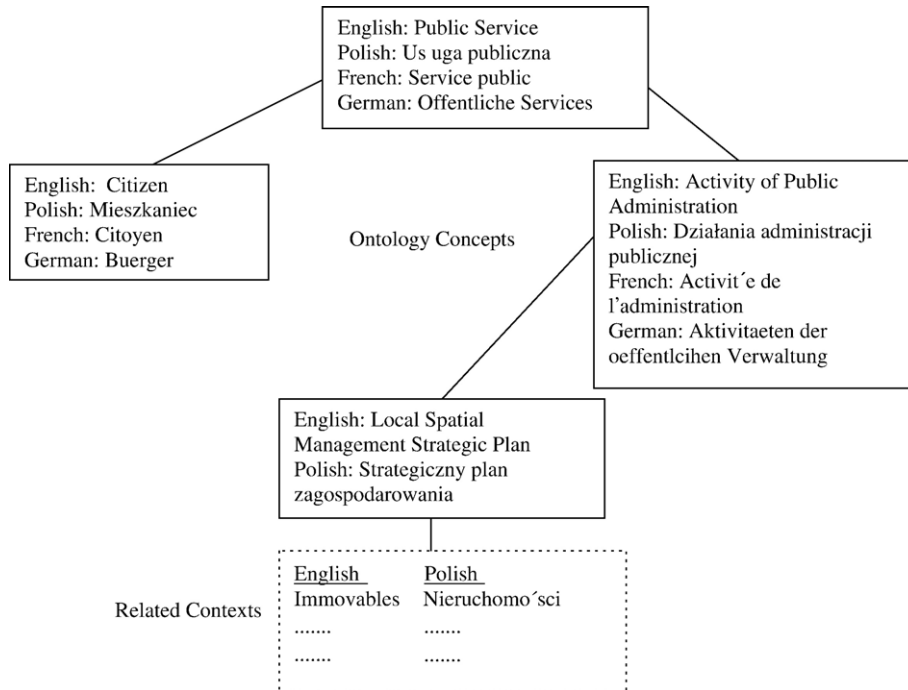 English: Public Service
Polish: Us uga publiczna
French: Service public
German: Offentliche Services
English: Citizen
Polish: Mieszkaniec
French: Citoyen
German: Buerger
Ontology Concepts
English: Activity of Public
Administration
Polish: Działania administracji
publicznej
French: Activit´e de
l'administration
German: Aktivitaeten der
oeffentlcihen Verwaltung
English: Local Spatial
Management Strategic Plan
Polish: Strategiczny plan
zagospodarowania
Related Contexts
English Polish
Immovables Nieruchomo´sci
....... .......
....... .......